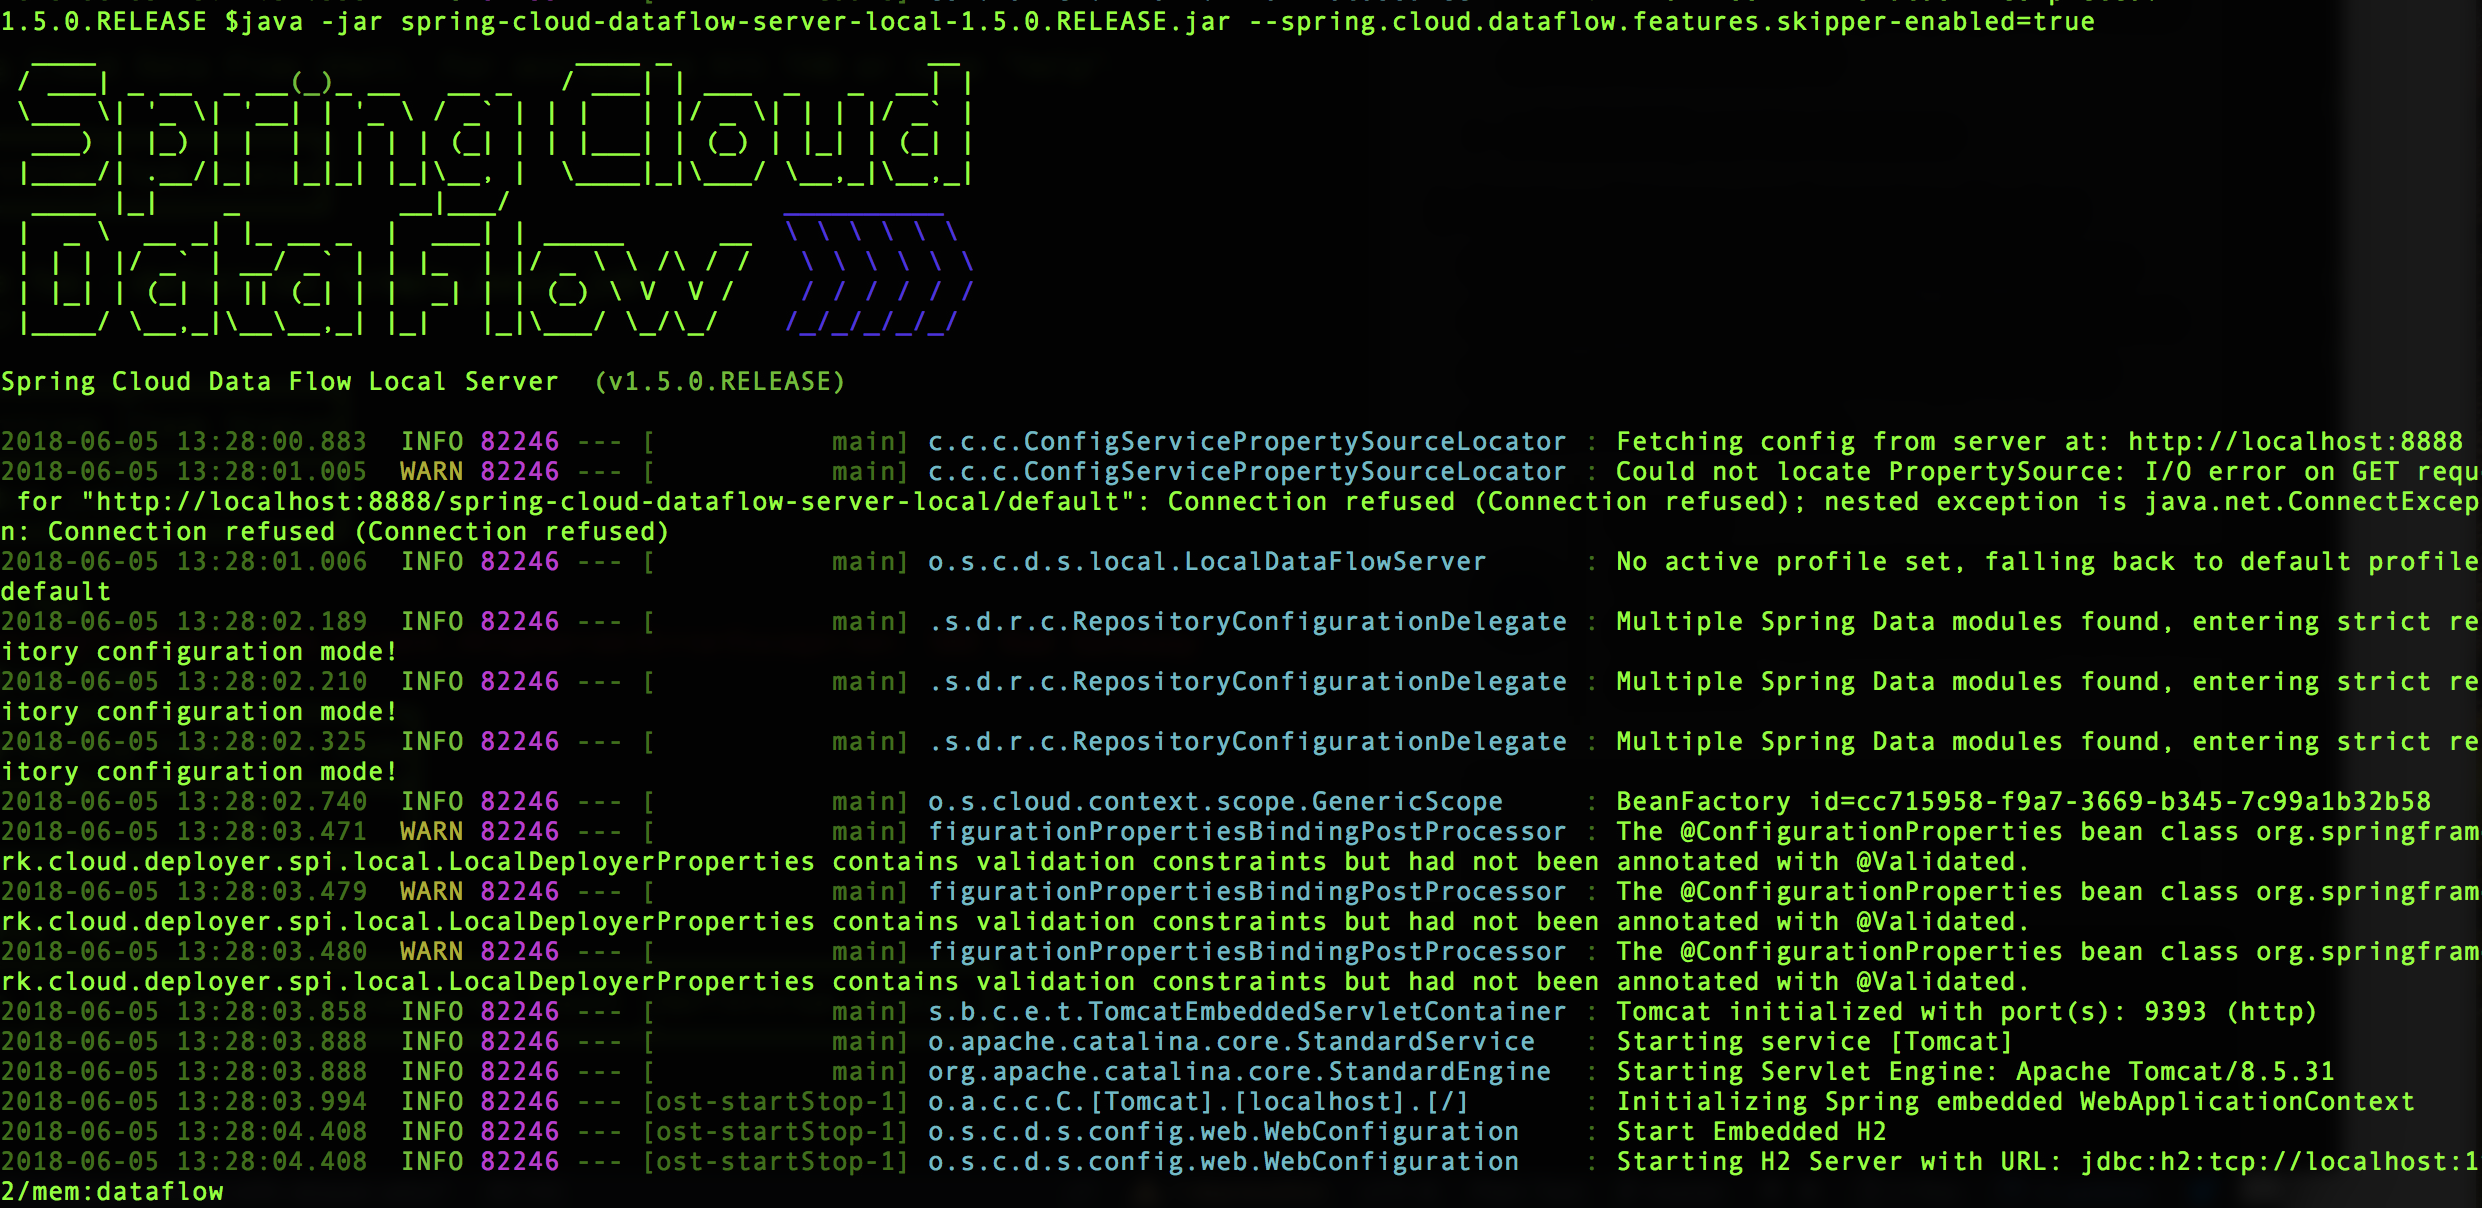 1.5.0.RELEASE $java -jar spring-cloud-dataflow-server-local-1.5.0.RELEASE.jar --spring.cloud.dataflow.features.skipper-enabled=true
Spring Cloud
Data Flow
Spring Cloud Data Flow Local Server  (v1.5.0.RELEASE)
2018-06-05 13:28:00.883  INFO 82246 --- [           main] c.c.c.ConfigServicePropertySourceLocator : Fetching config from server at: http://localhost:8888
2018-06-05 13:28:01.005  WARN 82246 --- [           main] c.c.c.ConfigServicePropertySourceLocator : Could not locate PropertySource: I/O error on GET requ
for "http://localhost:8888/spring-cloud-dataflow-server-local/default": Connection refused (Connection refused); nested exception is java.net.ConnectExcep
n: Connection refused (Connection refused)
2018-06-05 13:28:01.006  INFO 82246 --- [           main] o.s.c.d.s.local.LocalDataFlowServer      : No active profile set, falling back to default profile
default
2018-06-05 13:28:02.189  INFO 82246 --- [           main] .s.d.r.c.RepositoryConfigurationDelegate : Multiple Spring Data modules found, entering strict re
itory configuration mode!
2018-06-05 13:28:02.210  INFO 82246 --- [           main] .s.d.r.c.RepositoryConfigurationDelegate : Multiple Spring Data modules found, entering strict re
itory configuration mode!
2018-06-05 13:28:02.325  INFO 82246 --- [           main] .s.d.r.c.RepositoryConfigurationDelegate : Multiple Spring Data modules found, entering strict re
itory configuration mode!
2018-06-05 13:28:02.740  INFO 82246 --- [           main] o.s.cloud.context.scope.GenericScope     : BeanFactory id=cc715958-f9a7-3669-b345-7c99a1b32b58
2018-06-05 13:28:03.471  WARN 82246 --- [           main] figurationPropertiesBindingPostProcessor : The @ConfigurationProperties bean class org.springfram
rk.cloud.deployer.spi.local.LocalDeployerProperties contains validation constraints but had not been annotated with @Validated.
2018-06-05 13:28:03.479  WARN 82246 --- [           main] figurationPropertiesBindingPostProcessor : The @ConfigurationProperties bean class org.springfram
rk.cloud.deployer.spi.local.LocalDeployerProperties contains validation constraints but had not been annotated with @Validated.
2018-06-05 13:28:03.480  WARN 82246 --- [           main] figurationPropertiesBindingPostProcessor : The @ConfigurationProperties bean class org.springfram
rk.cloud.deployer.spi.local.LocalDeployerProperties contains validation constraints but had not been annotated with @Validated.
2018-06-05 13:28:03.858  INFO 82246 --- [           main] s.b.c.e.t.TomcatEmbeddedServletContainer : Tomcat initialized with port(s): 9393 (http)
2018-06-05 13:28:03.888  INFO 82246 --- [           main] o.apache.catalina.core.StandardService   : Starting service [Tomcat]
2018-06-05 13:28:03.888  INFO 82246 --- [           main] org.apache.catalina.core.StandardEngine  : Starting Servlet Engine: Apache Tomcat/8.5.31
2018-06-05 13:28:03.994  INFO 82246 --- [ost-startStop-1] o.a.c.c.C.[Tomcat].[localhost].[/]       : Initializing Spring embedded WebApplicationContext
2018-06-05 13:28:04.408  INFO 82246 --- [ost-startStop-1] o.s.c.d.s.config.web.WebConfiguration    : Start Embedded H2
2018-06-05 13:28:04.408  INFO 82246 --- [ost-startStop-1] o.s.c.d.s.config.web.WebConfiguration    : Starting H2 Server with URL: jdbc:h2:tcp://localhost:1
2/mem:dataflow